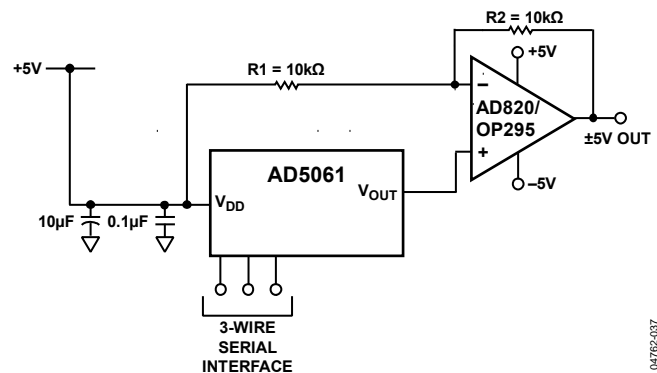 R2 = 10kΩ
+5V
R1 = 10kΩ
+5V
–
AD820/
OP295
+
±5V OUT
–5V
AD5061
VDD
VOUT
10µF
0.1µF
3-WIRE
SERIAL
INTERFACE
04762-037